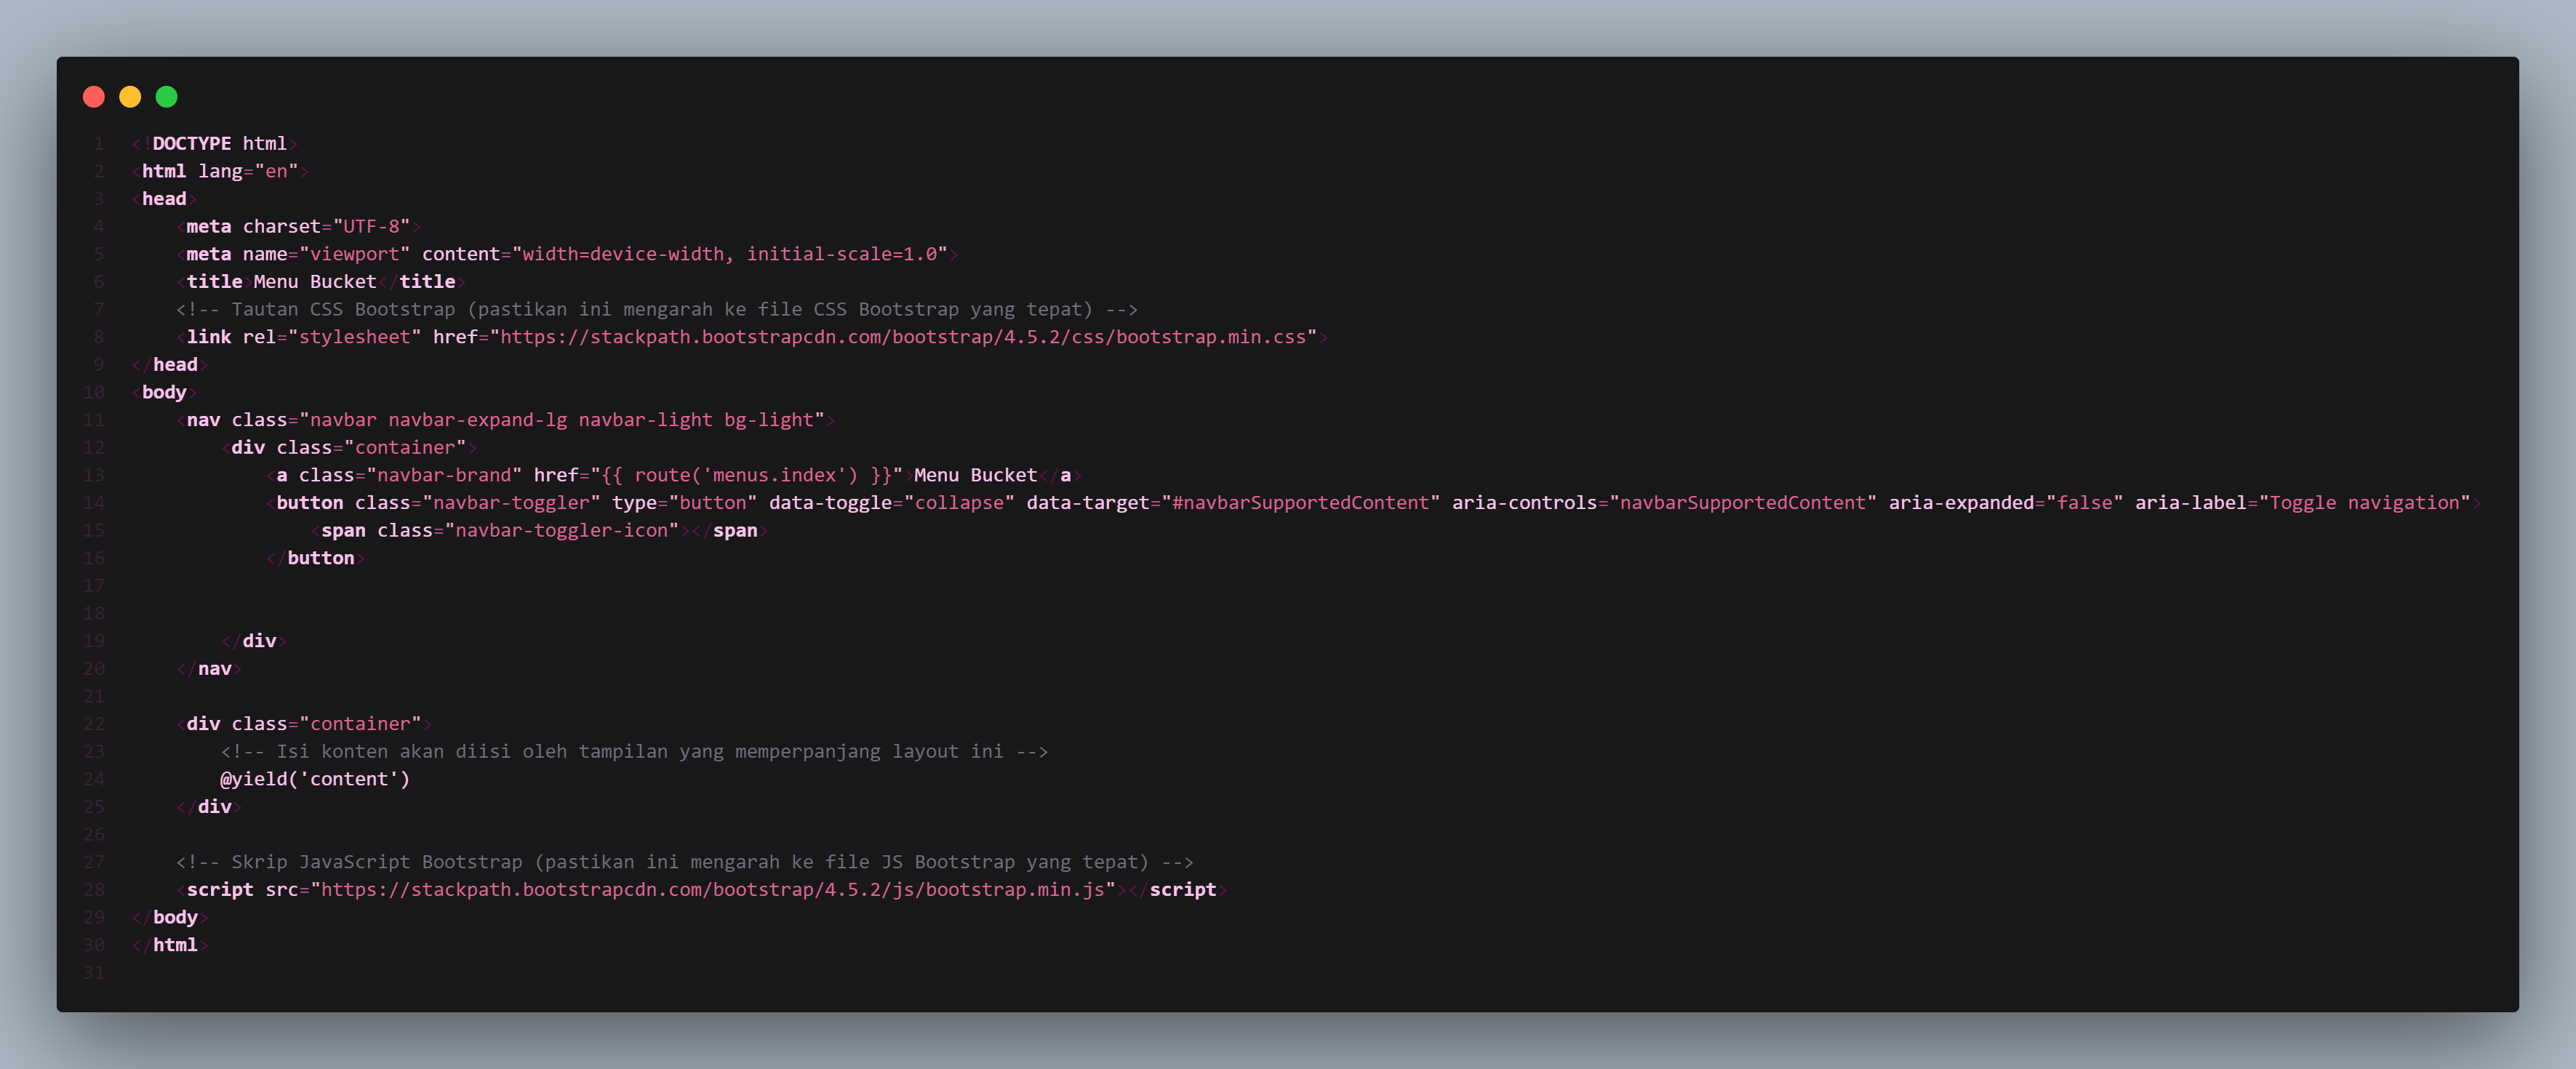 1 <!DOCTYPE html>
2 <html lang="en">
3 <head>
4     <meta charset="UTF-8">
5     <meta name="viewport" content="width=device-width, initial-scale=1.0">
6     <title>Menu Bucket</title>
7     <!-- Tautan CSS Bootstrap (pastikan ini mengarah ke file CSS Bootstrap yang tepat) -->
8     <link rel="stylesheet" href="https://stackpath.bootstrapcdn.com/bootstrap/4.5.2/css/bootstrap.min.css">
9 </head>
10 <body>
11     <nav class="navbar navbar-expand-lg navbar-light bg-light">
12         <div class="container">
13             <a class="navbar-brand" href="{{ route('menus.index') }}">Menu Bucket</a>
14             <button class="navbar-toggler" type="button" data-toggle="collapse" data-target="#navbarSupportedContent" aria-controls="navbarSupportedContent" aria-expanded="false" aria-label="Toggle navigation">
15                 <span class="navbar-toggler-icon"></span>
16             </button>
17
18
19         </div>
20     </nav>
21
22     <div class="container">
23         <!-- Isi konten akan diisi oleh tampilan yang memperpanjang layout ini -->
24         @yield('content')
25     </div>
26
27     <!-- Skrip JavaScript Bootstrap (pastikan ini mengarah ke file JS Bootstrap yang tepat) -->
28     <script src="https://stackpath.bootstrapcdn.com/bootstrap/4.5.2/js/bootstrap.min.js"></script>
29 </body>
30 </html>
31